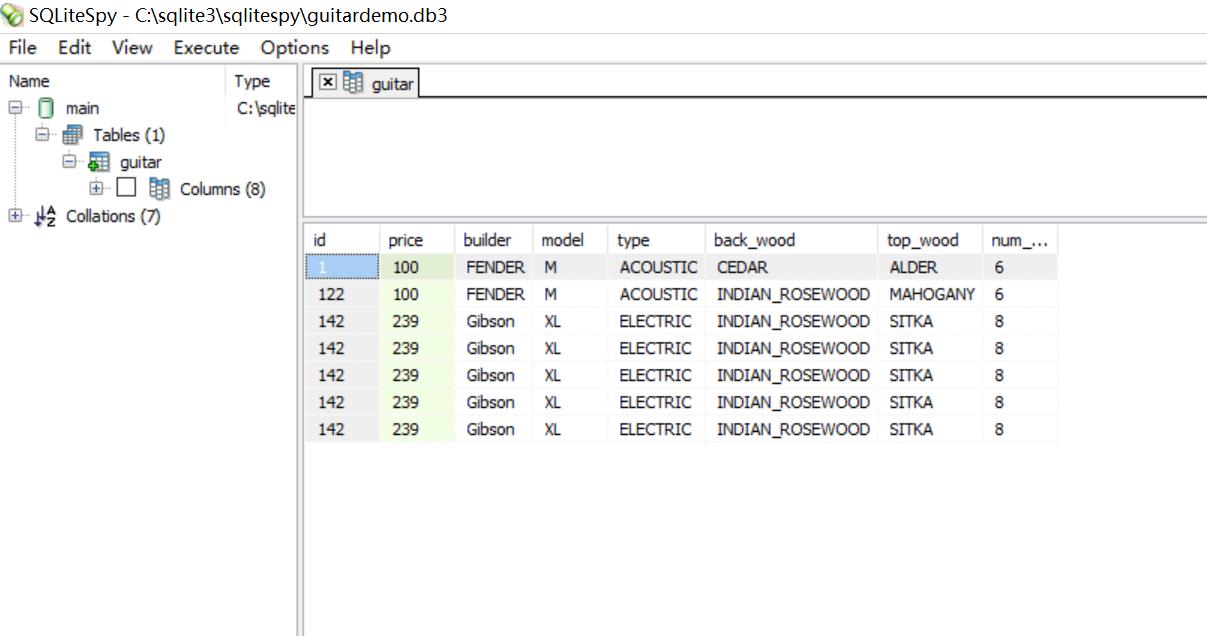 SQLiteSpy - C:\sqlite3\sqlitespy\guitardemo.db3
File Edit View Execute Options Help
Name Type
main C:\sqlite
Tables (1)
guitar
Columns (8)
Collations (7)
guitar
id price builder model type back_wood top_wood num_...
1 100 FENDER M ACOUSTIC CEDAR ALDER 6
122 100 FENDER M ACOUSTIC INDIAN_ROSEWOOD MAHOGANY 6
142 239 Gibson XL ELECTRIC INDIAN_ROSEWOOD SITKA 8
142 239 Gibson XL ELECTRIC INDIAN_ROSEWOOD SITKA 8
142 239 Gibson XL ELECTRIC INDIAN_ROSEWOOD SITKA 8
142 239 Gibson XL ELECTRIC INDIAN_ROSEWOOD SITKA 8
142 239 Gibson XL ELECTRIC INDIAN_ROSEWOOD SITKA 8